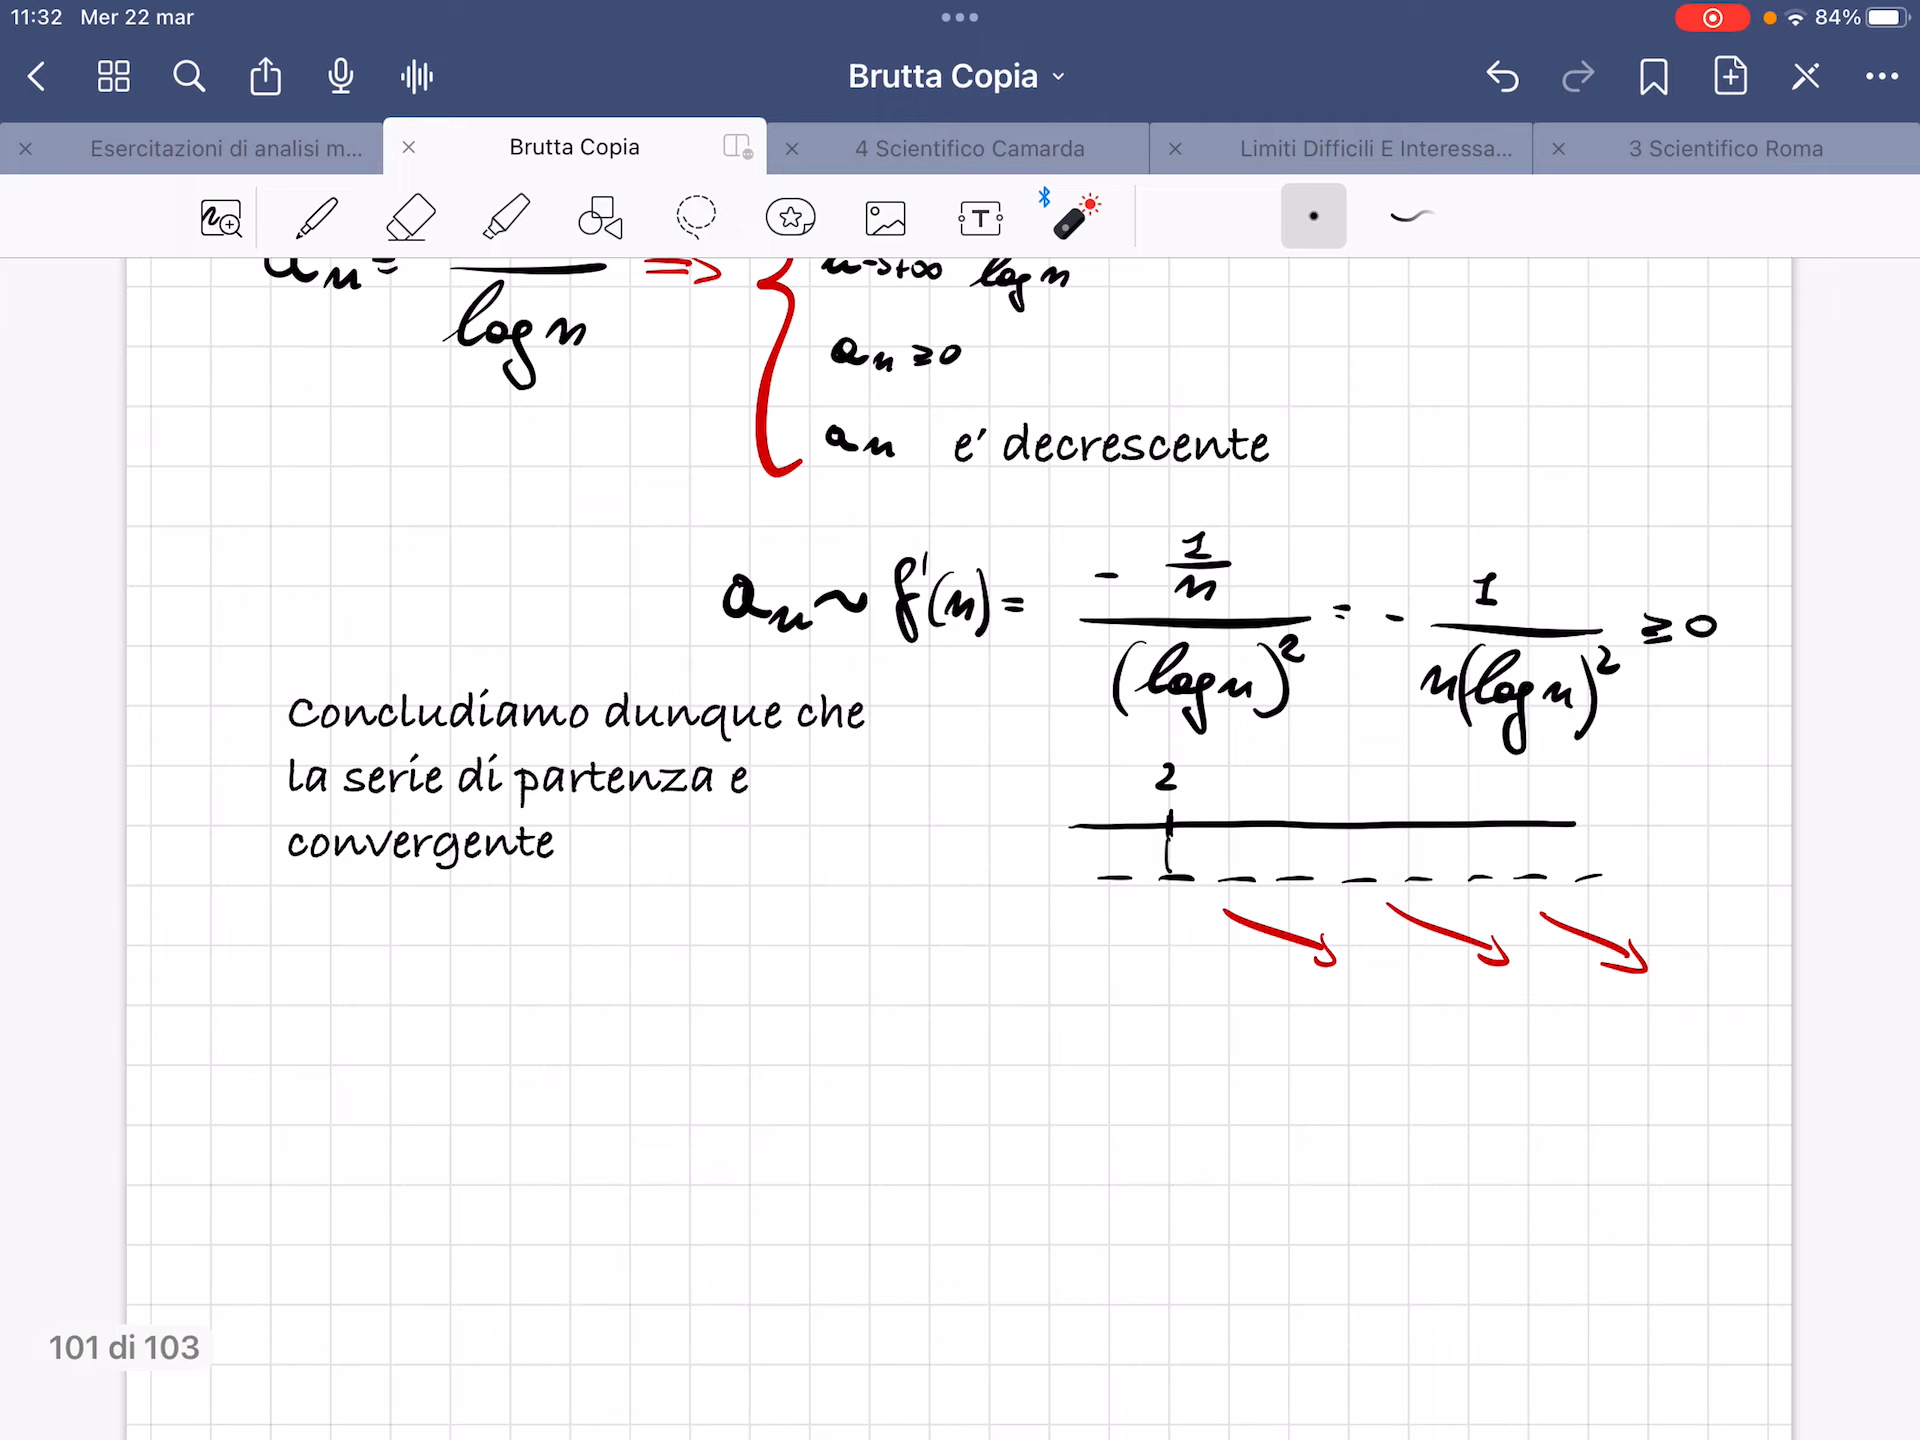 11:32 Mer 22 mar
84%
Brutta Copia
Esercitazioni di analisi m...
Brutta Copia
4 Scientifico Camarda
Limiti Difficili E Interessa...
3 Scientifico Roma
T
aₙ = — / log n ⇒ { n→+∞ log n
aₙ ≥ 0
aₙ e' decrescente
aₙ ~ f'(n) = - (1/n) / (log n)² = - 1 / n(log n)² ≥ 0
Concludiamo dunque che
la serie di partenza e
convergente
2
101 di 103